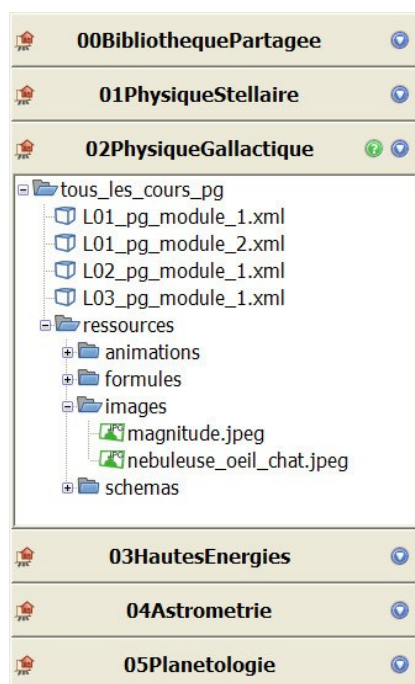 00BibliothequePartagee
01PhysiqueStellaire
02PhysiqueGallactique
tous_les_cours_pg
L01_pg_module_1.xml
L01_pg_module_2.xml
L02_pg_module_1.xml
L03_pg_module_1.xml
ressources
animations
formules
images
magnitude.jpeg
nebuleuse_oeil_chat.jpeg
schemas
03HautesEnergies
04Astrometrie
05Planetologie